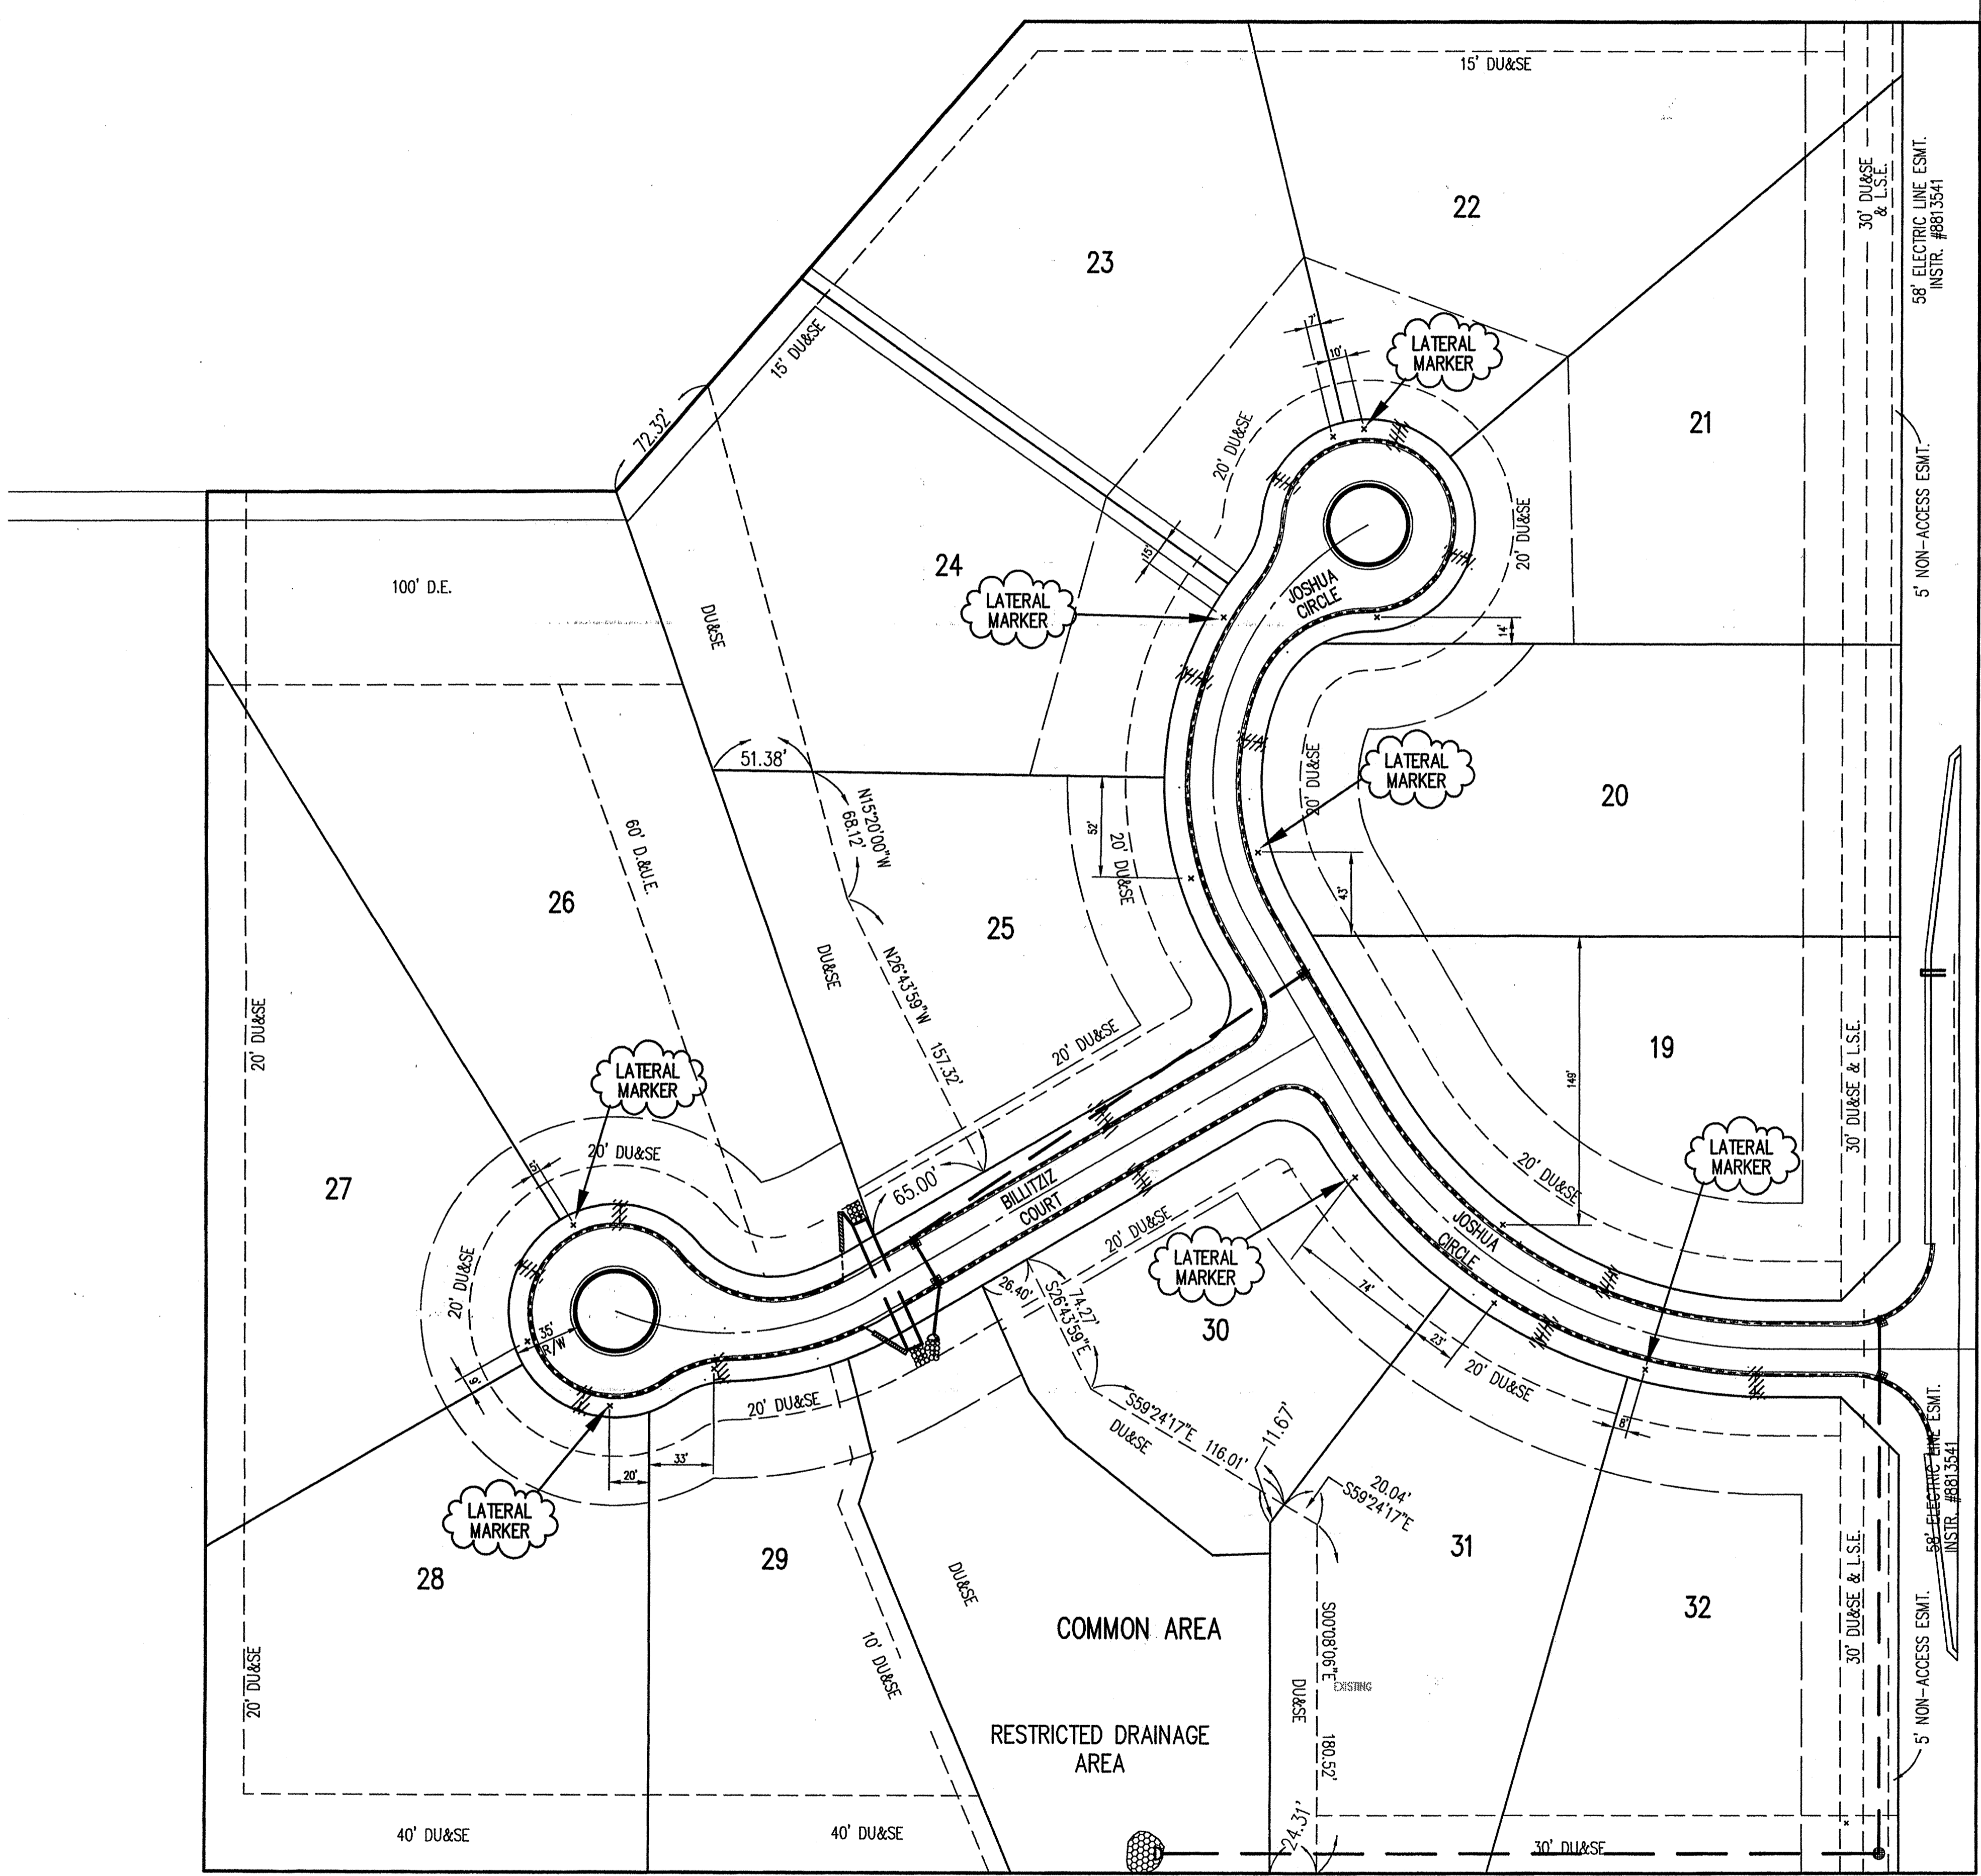 15' DU&SE
22
23
30' DU&SE
& L.S.E.
58' ELECTRIC LINE ESMT.
INSTR. #8813541
7'
10'
LATERAL
MARKER
15' DU&SE
72.32'
20' DU&SE
21
5' NON-ACCESS ESMT.
20' DU&SE
100' D.E.
24
15'
LATERAL
MARKER
JOSHUA
CIRCLE
14'
DU&SE
51.38'
N15°20'00"W
68.12'
20' DU&SE
LATERAL
MARKER
20
52'
20' DU&SE
43'
60' D.&U.E.
26
25
DU&SE
N26°43'59"W
157.32'
20' DU&SE
20' DU&SE
19
149'
30' DU&SE & L.S.E.
LATERAL
MARKER
LATERAL
MARKER
20' DU&SE
5'
27
65.00'
BILLITZIZ
COURT
20' DU&SE
20' DU&SE
JOSHUA
CIRCLE
LATERAL
MARKER
20' DU&SE
35'
R/W
9'
26.40'
74.27'
S26°43'59"E
30
74'
23'
20' DU&SE
20' DU&SE
33'
20'
S59°24'17"E 116.01'
DU&SE
11.67'
20.04'
S59°24'17"E
8'
58' ELECTRIC LINE ESMT.
INSTR. #8813541
LATERAL
MARKER
28
29
DU&SE
31
32
30' DU&SE & L.S.E.
COMMON AREA
S00°08'06"E
180.52'
EXISTING
DU&SE
20' DU&SE
10' DU&SE
RESTRICTED DRAINAGE
AREA
5' NON-ACCESS ESMT.
40' DU&SE
40' DU&SE
24.31'
30' DU&SE